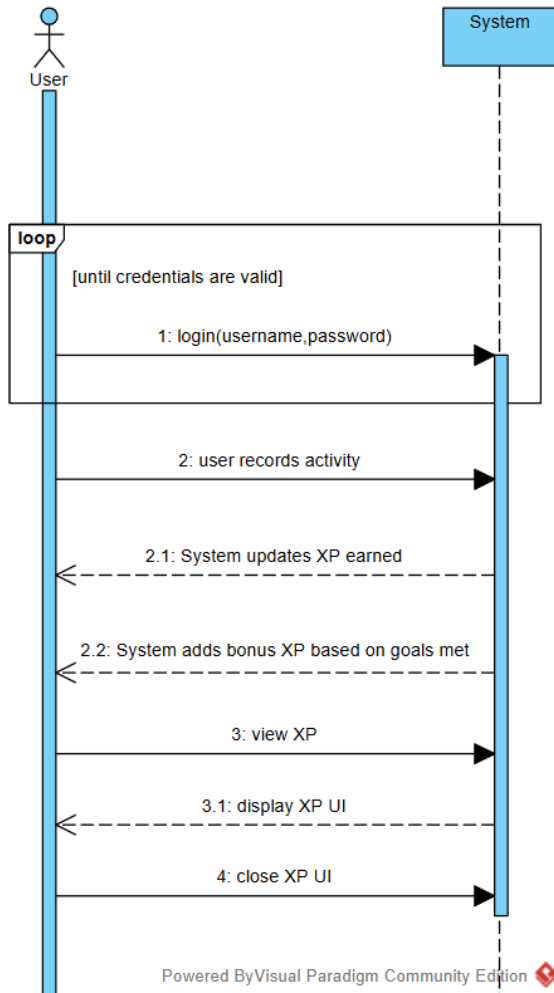 System
User
loop
[until credentials are valid]
1: login(username,password)
2: user records activity
2.1: System updates XP earned
2.2: System adds bonus XP based on goals met
3: view XP
3.1: display XP UI
4: close XP UI
Powered ByVisual Paradigm Community Edition